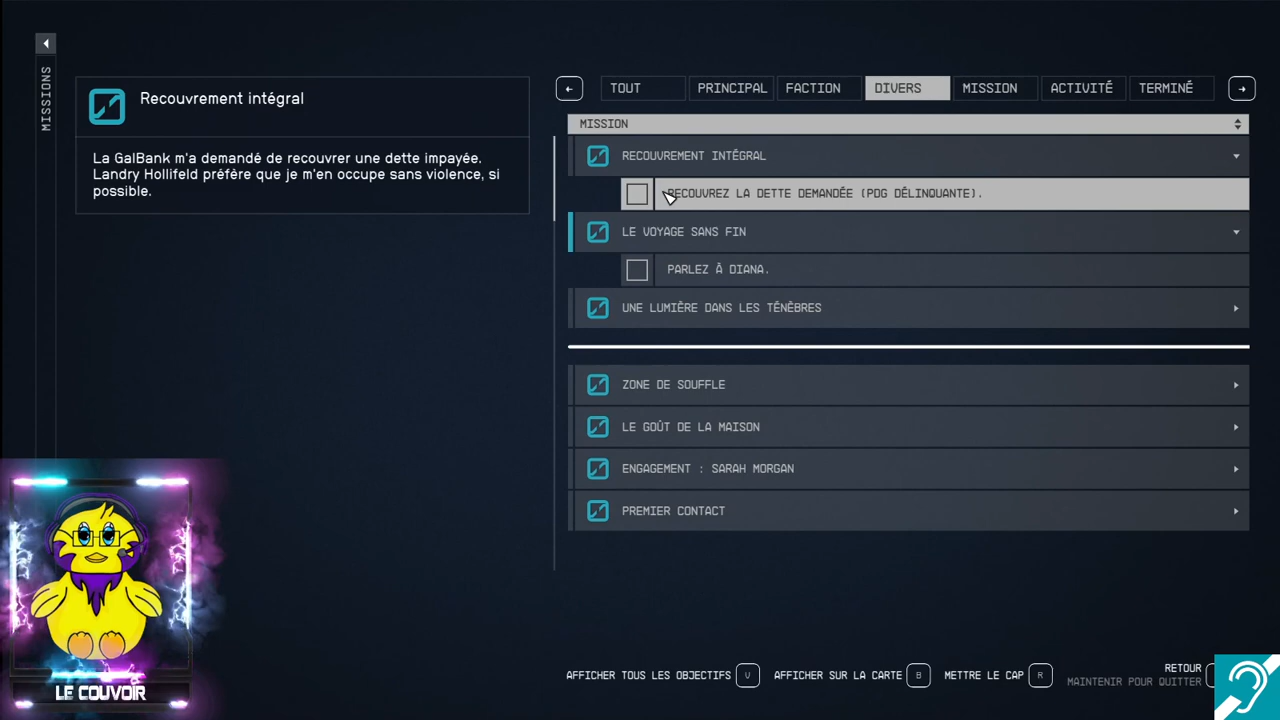 MISSIONS
Recouvrement intégral
La GalBank m'a demandé de recouvrer une dette impayée.
Landry Hollifeld préfère que je m'en occupe sans violence, si
possible.
TOUT
PRINCIPAL
FACTION
DIVERS
MISSION
ACTIVITÉ
TERMINÉ
MISSION
RECOUVREMENT INTÉGRAL
RECOUVREZ LA DETTE DEMANDÉE (PDG DÉLINQUANTE).
LE VOYAGE SANS FIN
PARLEZ À DIANA.
UNE LUMIÈRE DANS LES TÉNÈBRES
ZONE DE SOUFFLE
LE GOÛT DE LA MAISON
ENGAGEMENT : SARAH MORGAN
PREMIER CONTACT
LE COUVOIR
AFFICHER TOUS LES OBJECTIFS V
AFFICHER SUR LA CARTE B
METTRE LE CAP R
RETOUR
MAINTENIR POUR QUITTER